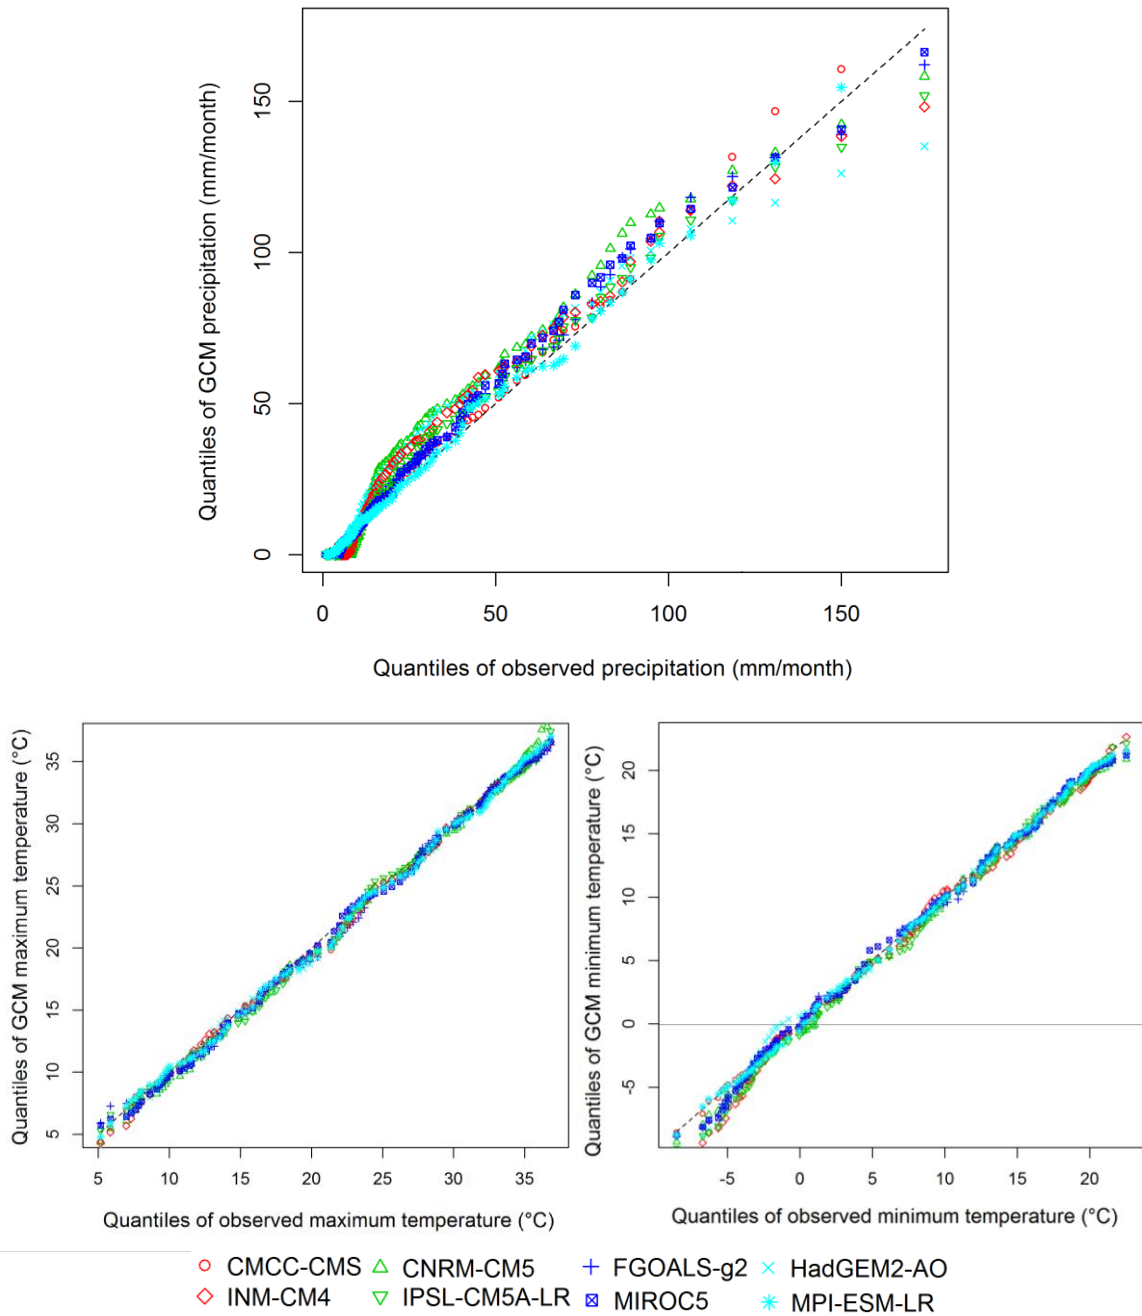 Quantiles of GCM precipitation (mm/month)
150
100
50
0
0 50 100 150
Quantiles of observed precipitation (mm/month)
Quantiles of GCM maximum temperature (°C)
35
30
25
20
15
10
5
5 10 15 20 25 30 35
Quantiles of observed maximum temperature (°C)
Quantiles of GCM minimum temperature (°C)
20
15
10
5
0
-5
-5 0 5 10 15 20
Quantiles of observed minimum temperature (°C)
CMCC-CMS CNRM-CM5 FGOALS-g2 HadGEM2-AO
INM-CM4 IPSL-CM5A-LR MIROC5 MPI-ESM-LR